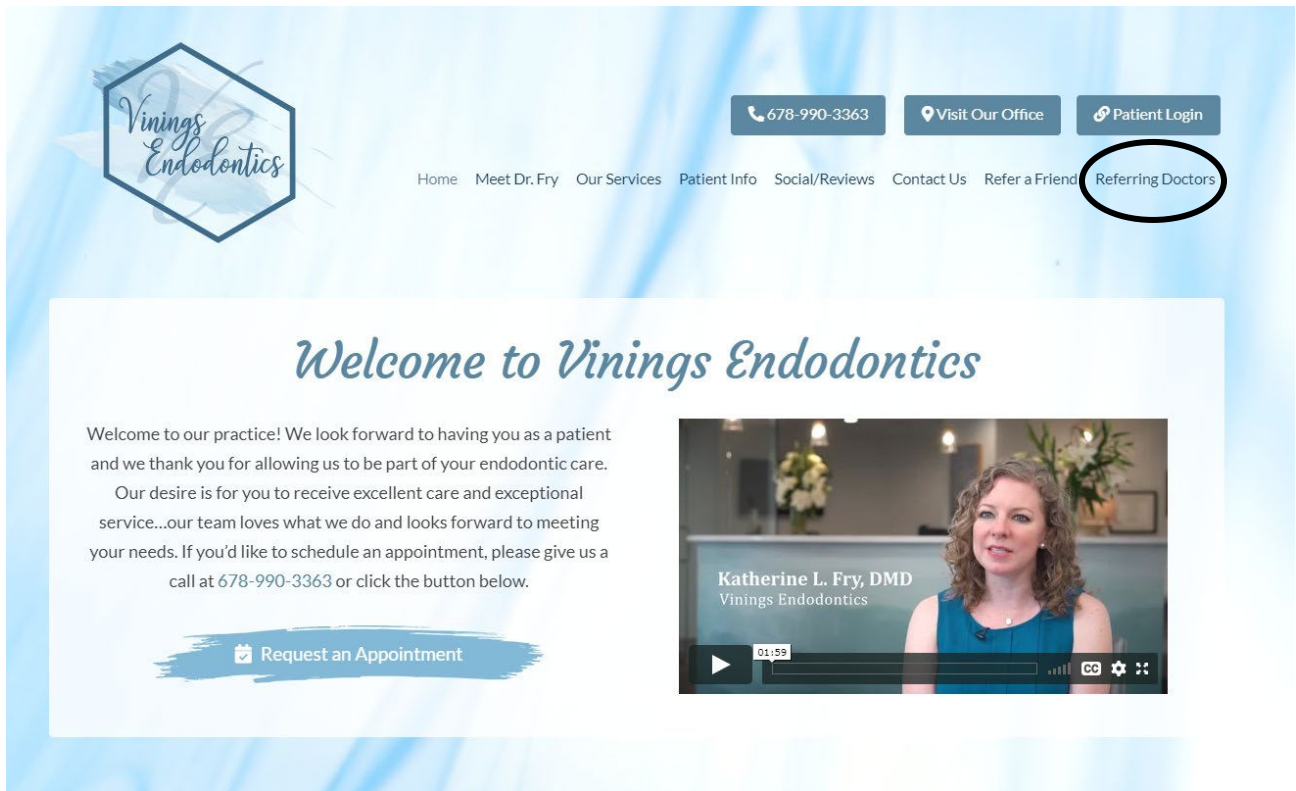 Vinings
Endodontics
678-990-3363
Visit Our Office
Patient Login
Home Meet Dr. Fry Our Services Patient Info Social/Reviews Contact Us Refer a Friend Referring Doctors
Welcome to Vinings Endodontics
Welcome to our practice! We look forward to having you as a patient
and we thank you for allowing us to be part of your endodontic care.
Our desire is for you to receive excellent care and exceptional
service...our team loves what we do and looks forward to meeting
your needs. If you’d like to schedule an appointment, please give us a
call at 678-990-3363 or click the button below.
Request an Appointment
Katherine L. Fry, DMD
Vinings Endodontics
01:59
CC